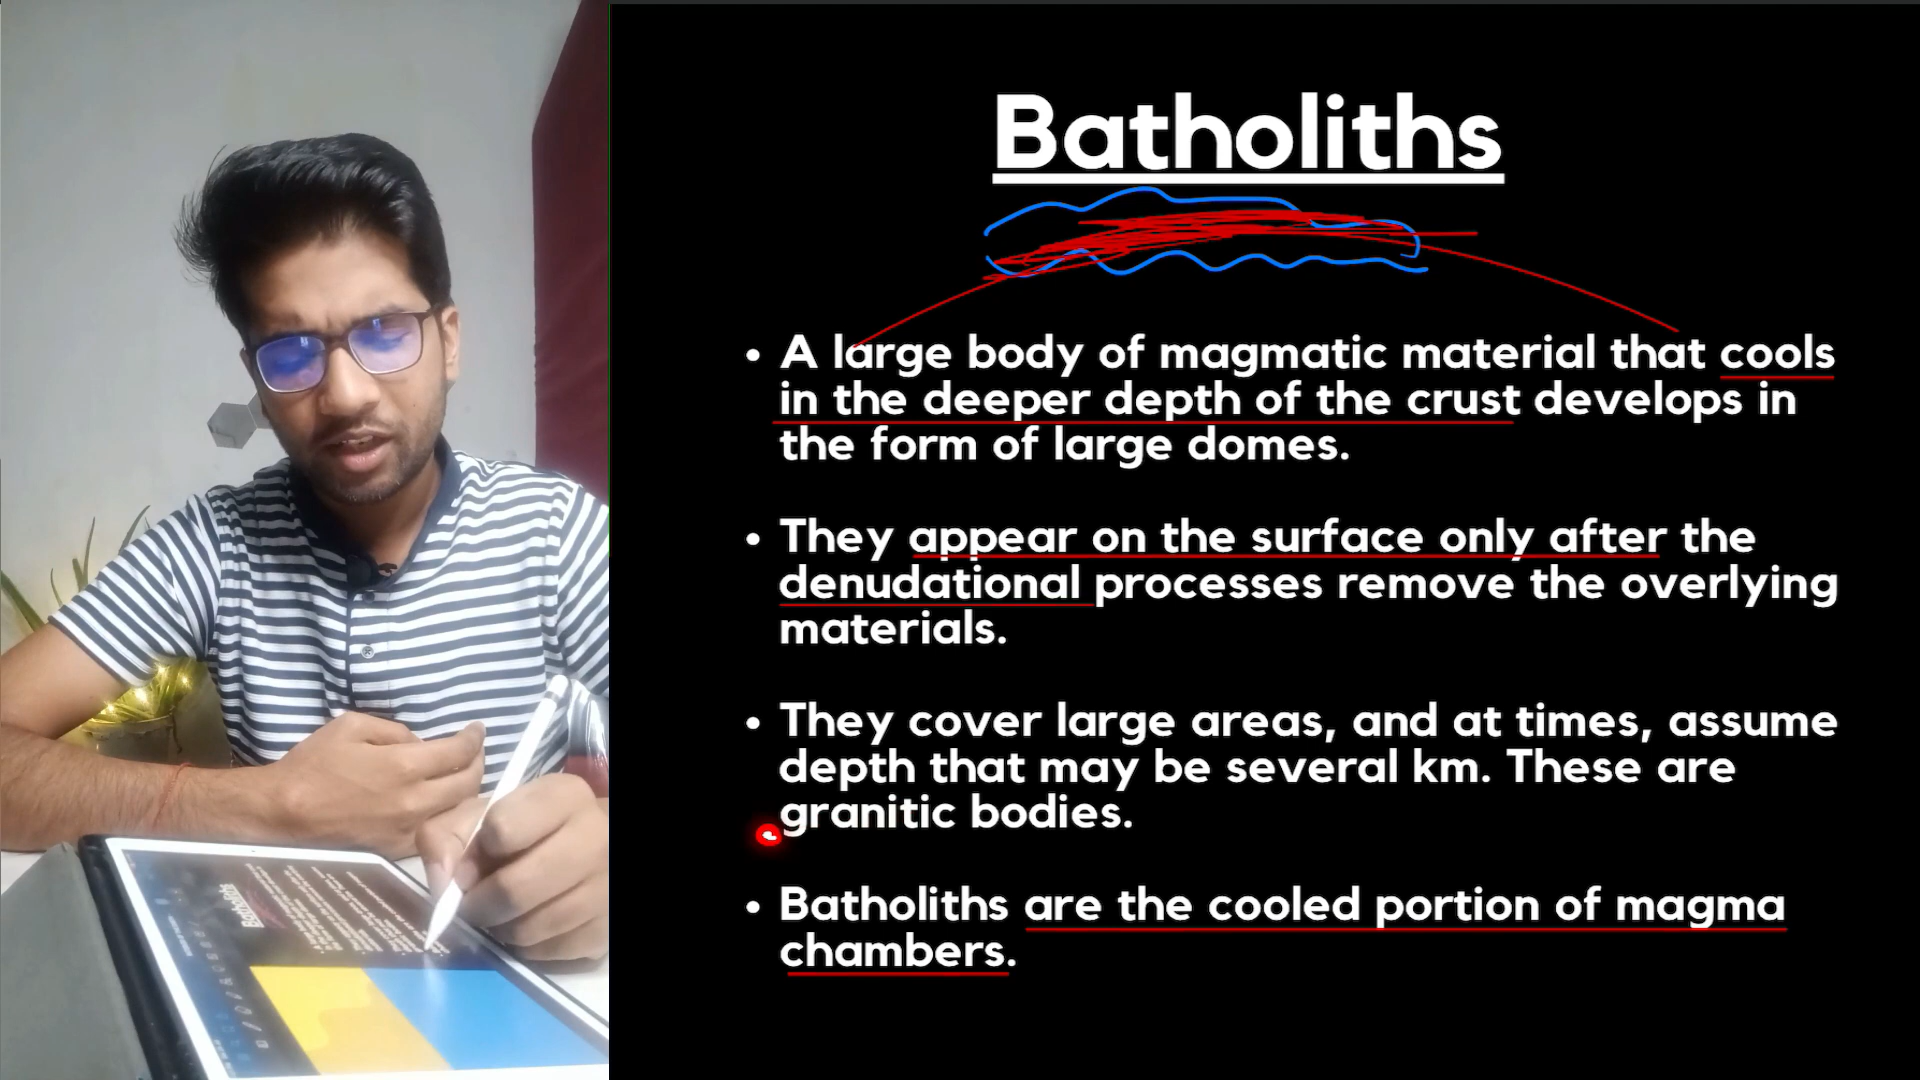 Batholiths
• A large body of magmatic material that cools
in the deeper depth of the crust develops in
the form of large domes.
• They appear on the surface only after the
denudational processes remove the overlying
materials.
• They cover large areas, and at times, assume
depth that may be several km. These are
granitic bodies.
• Batholiths are the cooled portion of magma
chambers.
Batholiths